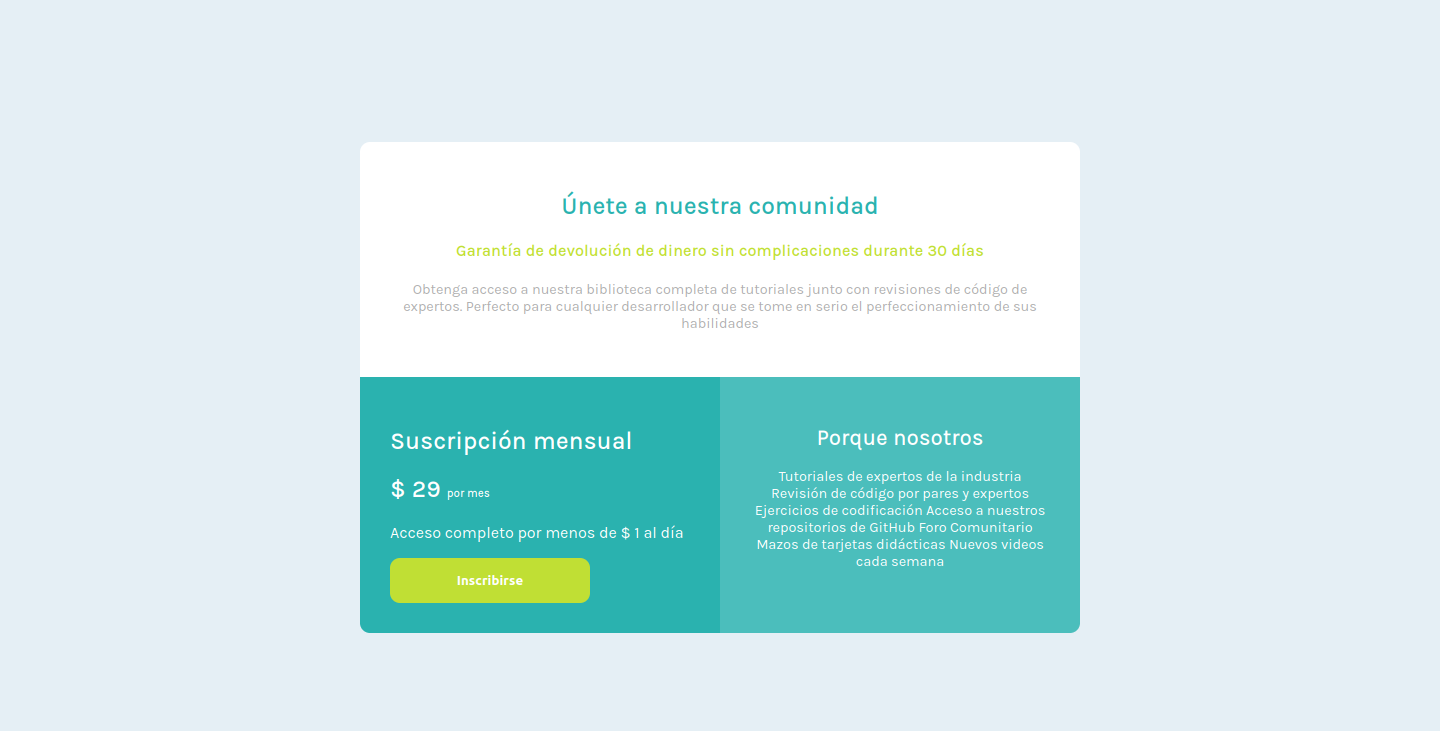 Únete a nuestra comunidad
Garantía de devolución de dinero sin complicaciones durante 30 días
Obtenga acceso a nuestra biblioteca completa de tutoriales junto con revisiones de código de
expertos. Perfecto para cualquier desarrollador que se tome en serio el perfeccionamiento de sus
habilidades
Suscripción mensual
$ 29 por mes
Acceso completo por menos de $ 1 al día
Inscribirse
Porque nosotros
Tutoriales de expertos de la industria
Revisión de código por pares y expertos
Ejercicios de codificación Acceso a nuestros
repositorios de GitHub Foro Comunitario
Mazos de tarjetas didácticas Nuevos videos
cada semana